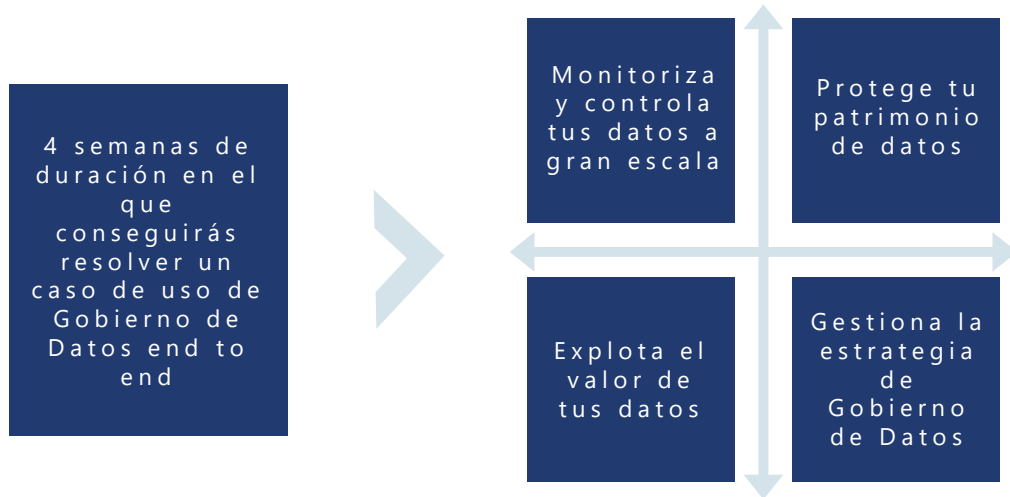 4 semanas de
duración en el
que
conseguirás
resolver un
caso de uso de
Gobierno de
Datos end to
end
Monitoriza
y controla
tus datos a
gran escala
Protege tu
patrimonio
de datos
Explota el
valor de
tus datos
Gestiona la
estrategia
de
Gobierno
de Datos